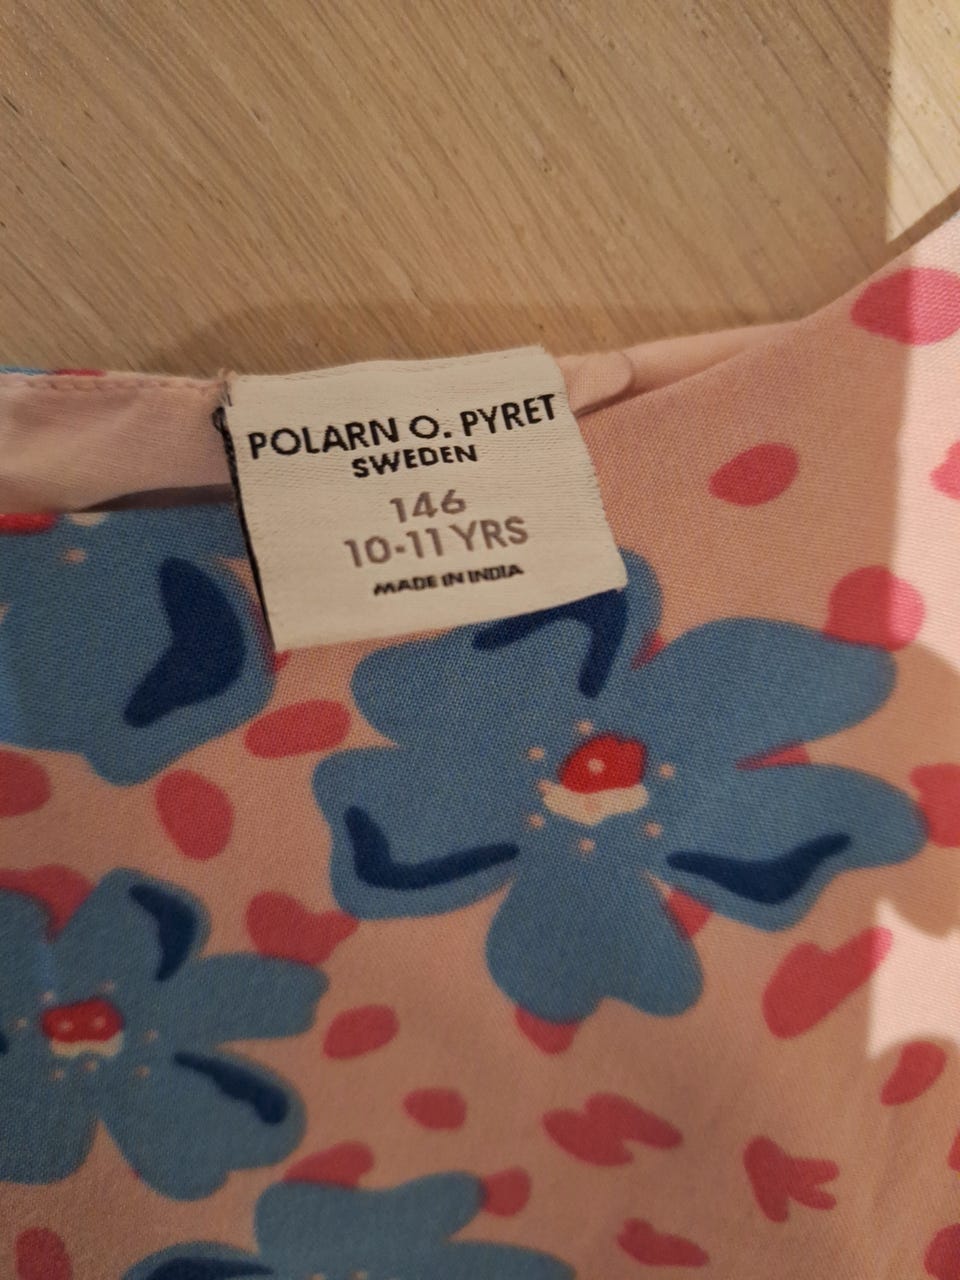 POLARN O. PYRET
SWEDEN
146
10-11 YRS
MADE IN INDIA